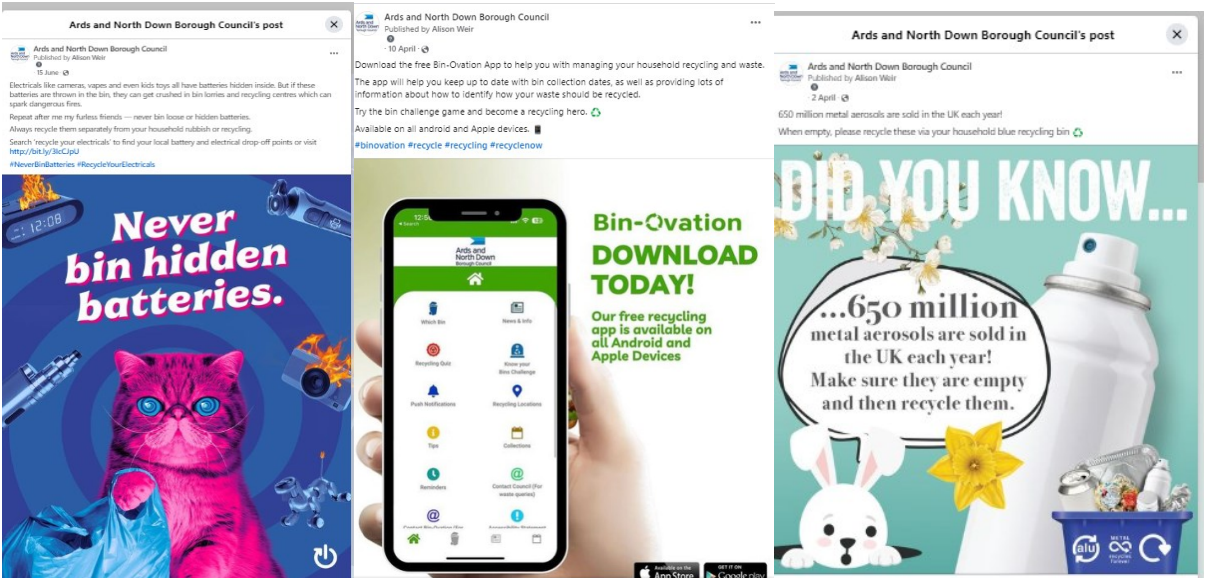 Ards and North Down Borough Council's post
Ards and North Down Borough Council
Published by Alison Weir
15 June ·
Electricals like cameras, vapes and even kids toys all have batteries hidden inside. But if these
batteries are thrown in the bin, they can get crushed in bin lorries and recycling centres which can
spark dangerous fires.
Repeat after me my furless friends — never bin loose or hidden batteries.
Always recycle them separately from your household rubbish or recycling.
Search 'recycle your electricals' to find your local battery and electrical drop-off points or visit
http://bit.ly/3lcCJpU
#NeverBinBatteries #RecycleYourElectricals
12:08
Never
bin hidden
batteries.
Ards and North Down Borough Council
Published by Alison Weir
· 10 April ·
Download the free Bin-Ovation App to help you with managing your household recycling and waste.
The app will help you keep up to date with bin collection dates, as well as providing lots of
information about how to identify how your waste should be recycled.
Try the bin challenge game and become a recycling hero.
Available on all android and Apple devices.
#binovation #recycle #recycling #recyclenow
Search
Ards and
North Down
Borough Council
Which Bin
News & Info
Recycling Quiz
Know your
Bins Challenge
Push Notifications
Recycling Locations
Tips
Collections
Reminders
Contact Council (For
waste queries)
Bin-Ovation
DOWNLOAD
TODAY!
Our free recycling
app is available on
all Android and
Apple Devices
Available on the
App Store
GET IT ON
Google play
Ards and North Down Borough Council's post
Ards and North Down Borough Council
Published by Alison Weir
· 2 April ·
650 million metal aerosols are sold in the UK each year!
When empty, please recycle these via your household blue recycling bin
DID YOU KNOW...
...650 million
metal aerosols are sold in
the UK each year!
Make sure they are empty
and then recycle them.
alu
METAL